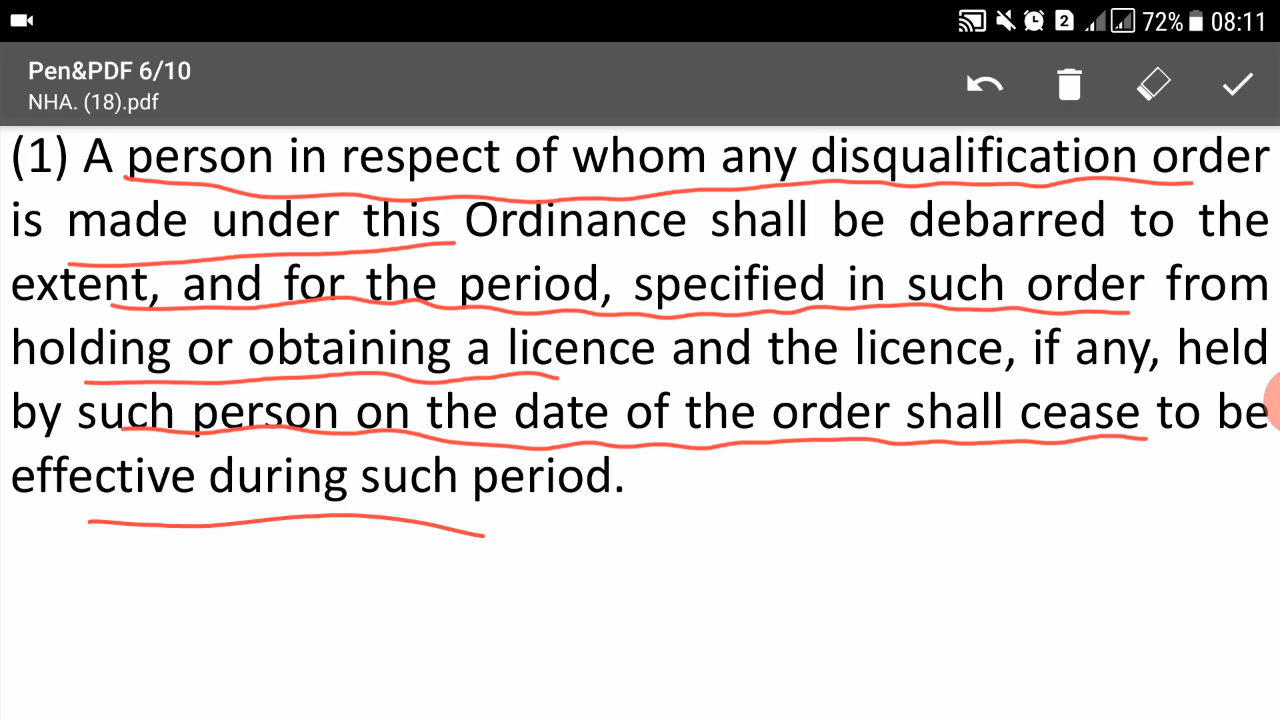 2 72% 08:11
Pen&PDF 6/10
NHA. (18).pdf
(1) A person in respect of whom any disqualification order
is made under this Ordinance shall be debarred to the
extent, and for the period, specified in such order from
holding or obtaining a licence and the licence, if any, held
by such person on the date of the order shall cease to be
effective during such period.